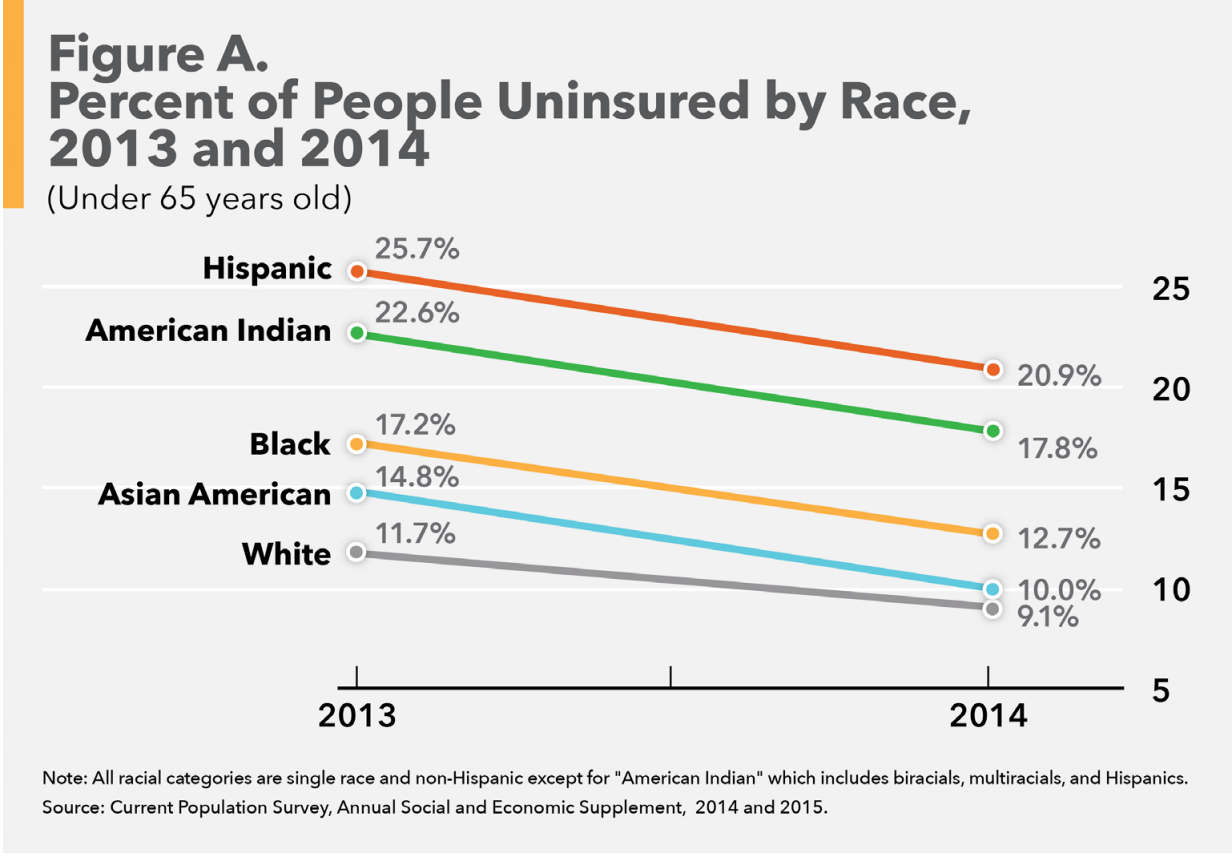 Figure A.
Percent of People Uninsured by Race,
2013 and 2014
(Under 65 years old)
25.7%
Hispanic
25
22.6%
American Indian
20.9%
20
17.2%
Black
17.8%
14.8%
Asian American
15
11.7%
12.7%
White
10.0%
10
9.1%
5
2013
2014
Note: All racial categories are single race and non-Hispanic except for "American Indian" which includes biracials, multiracials, and Hispanics.
Source: Current Population Survey, Annual Social and Economic Supplement, 2014 and 2015.